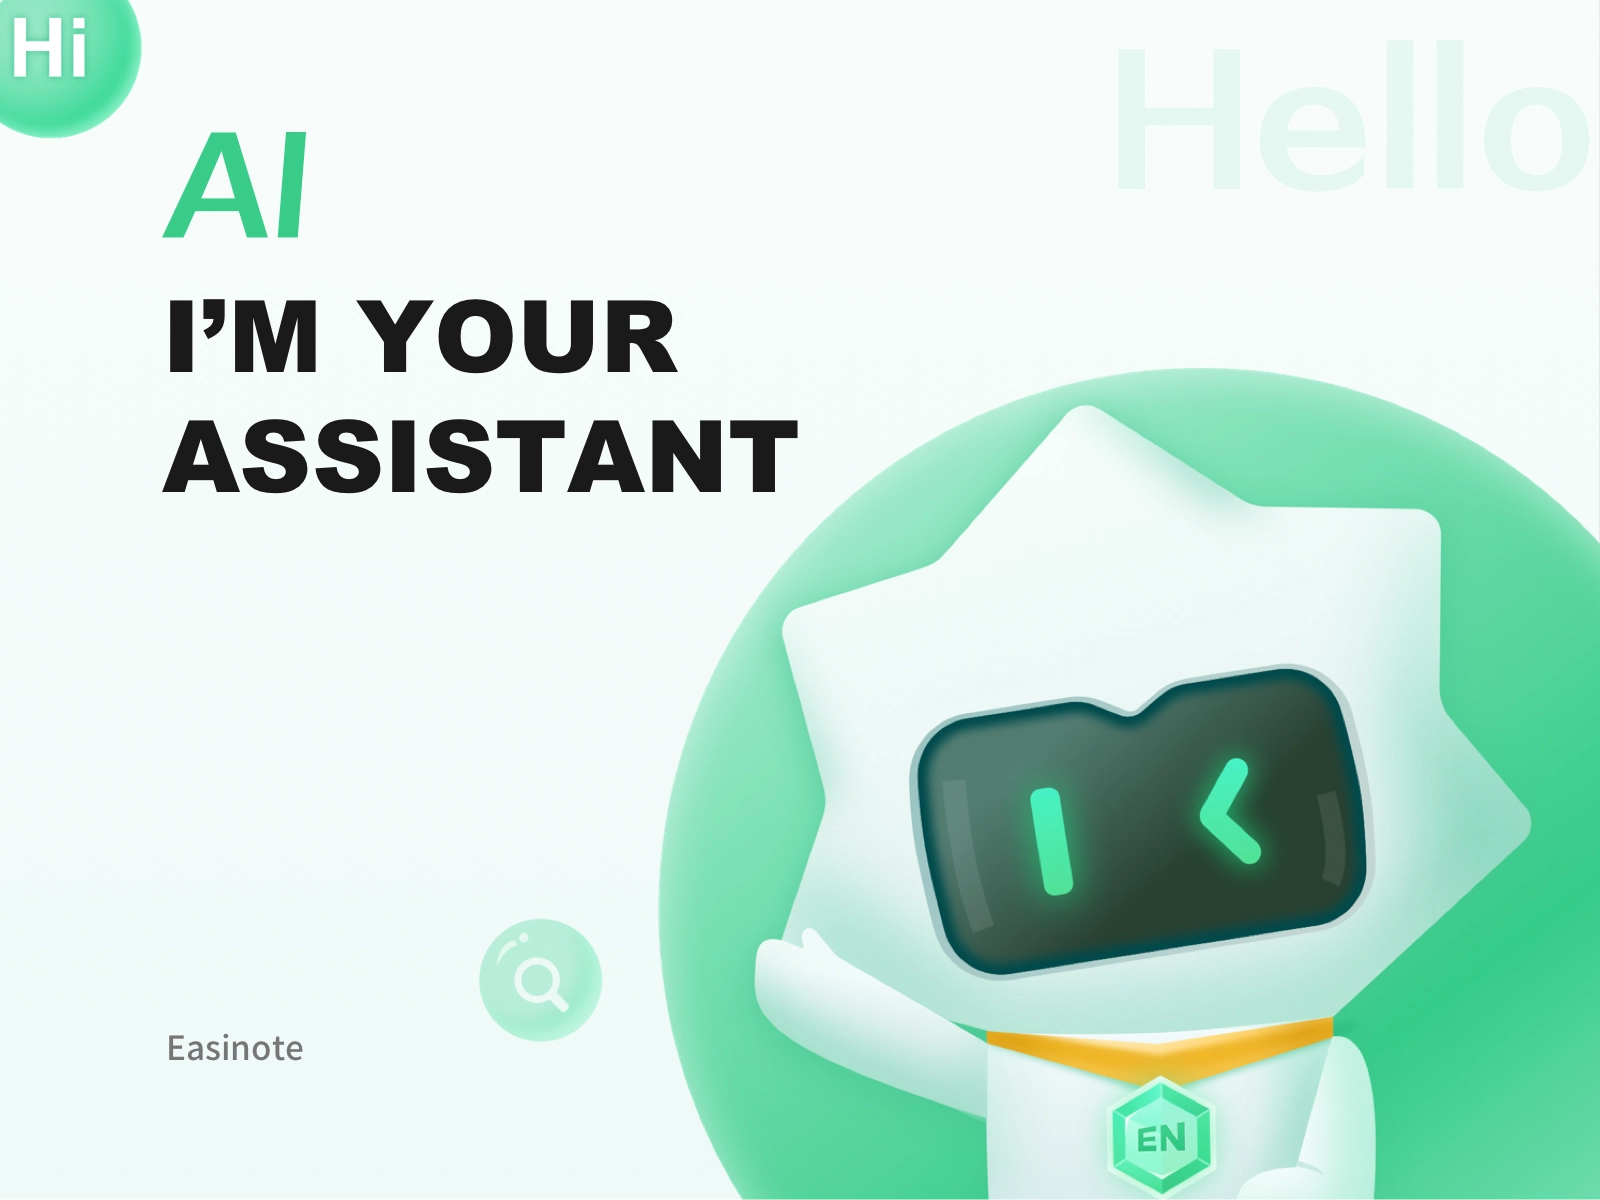 Hi
Hello
AI
I’M YOUR
ASSISTANT
Easinote
EN